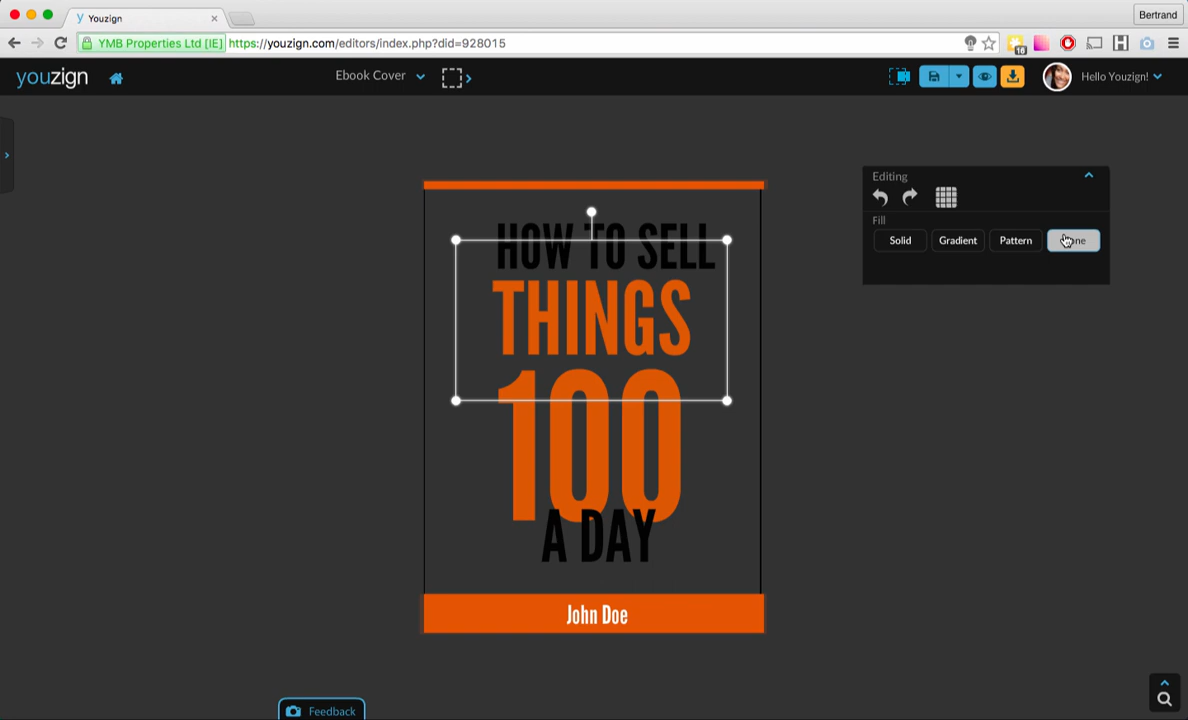 Youzign
Bertrand
YMB Properties Ltd [IE] https://youzign.com/editors/index.php?did=928015
16
youzign
Ebook Cover
Hello Youzign!
Editing
Fill
Solid Gradient Pattern
HOW TO SELL
THINGS
100
A DAY
John Doe
Feedback